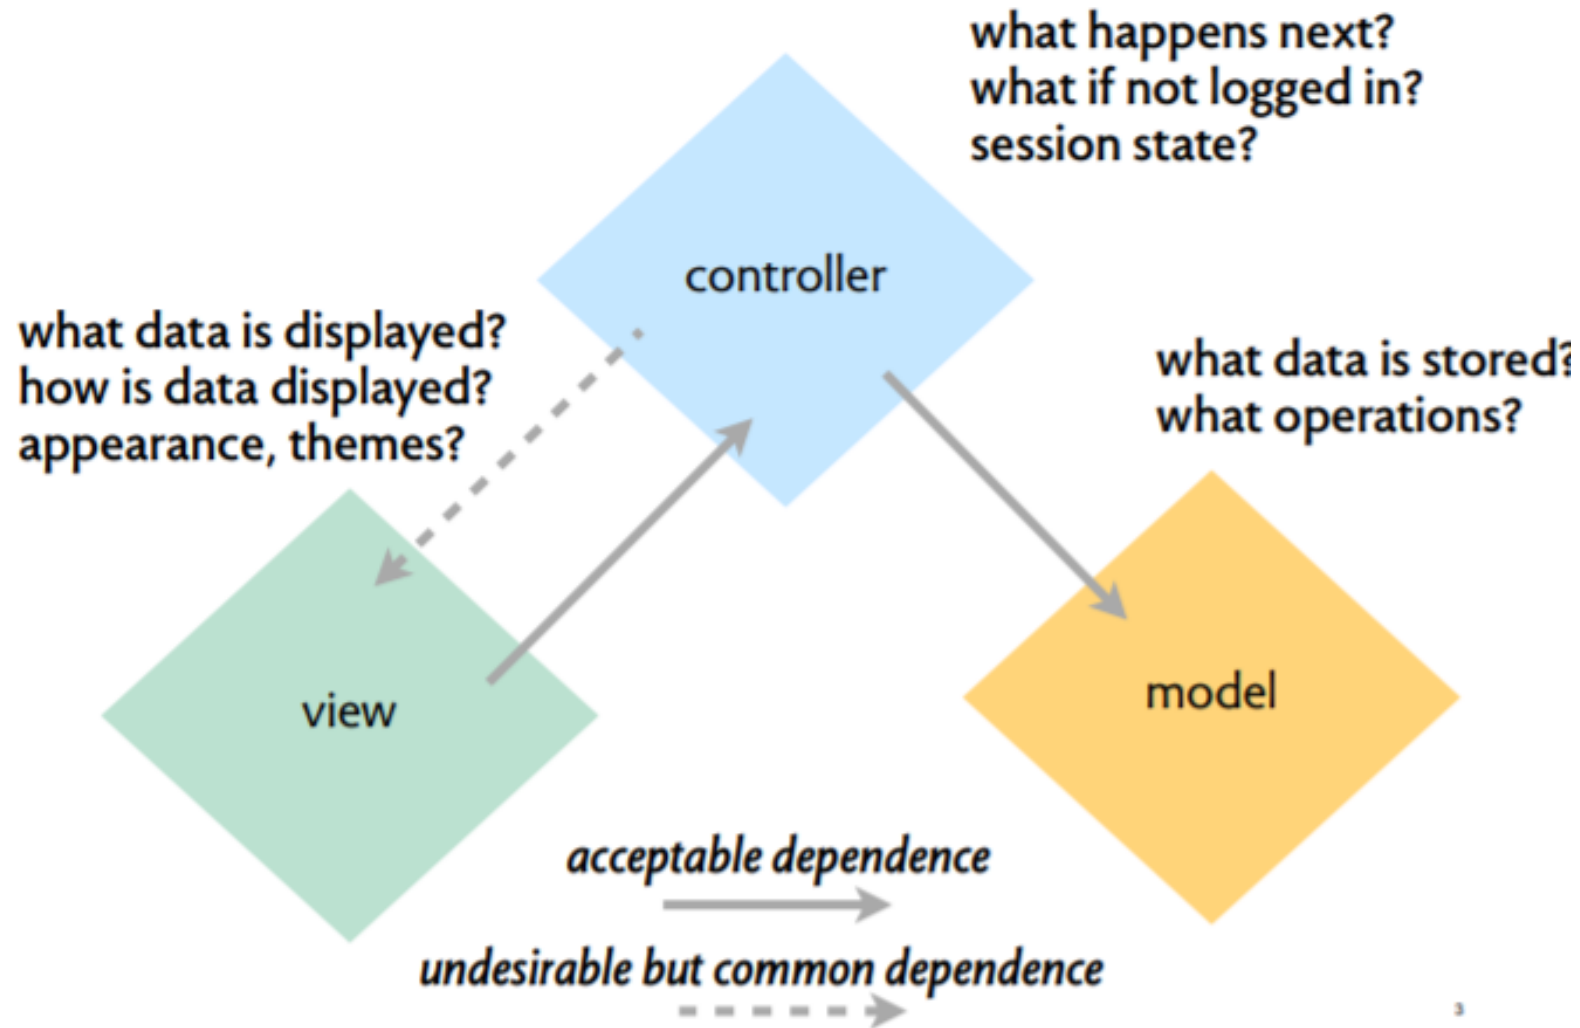 what happens next?
what if not logged in?
session state?
controller
what data is displayed?
how is data displayed?
appearance, themes?
what data is stored?
what operations?
view
model
acceptable dependence
undesirable but common dependence
3